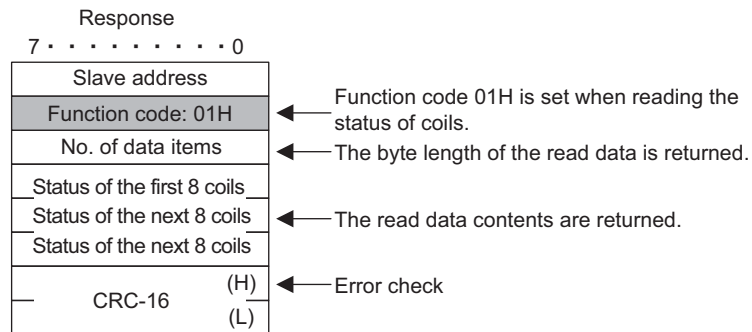 Response
7 · · · · · · · · · 0
Slave address
Function code: 01H
Function code 01H is set when reading the
status of coils.
No. of data items
The byte length of the read data is returned.
Status of the first 8 coils
Status of the next 8 coils
The read data contents are returned.
Status of the next 8 coils
CRC-16
(H)
Error check
(L)